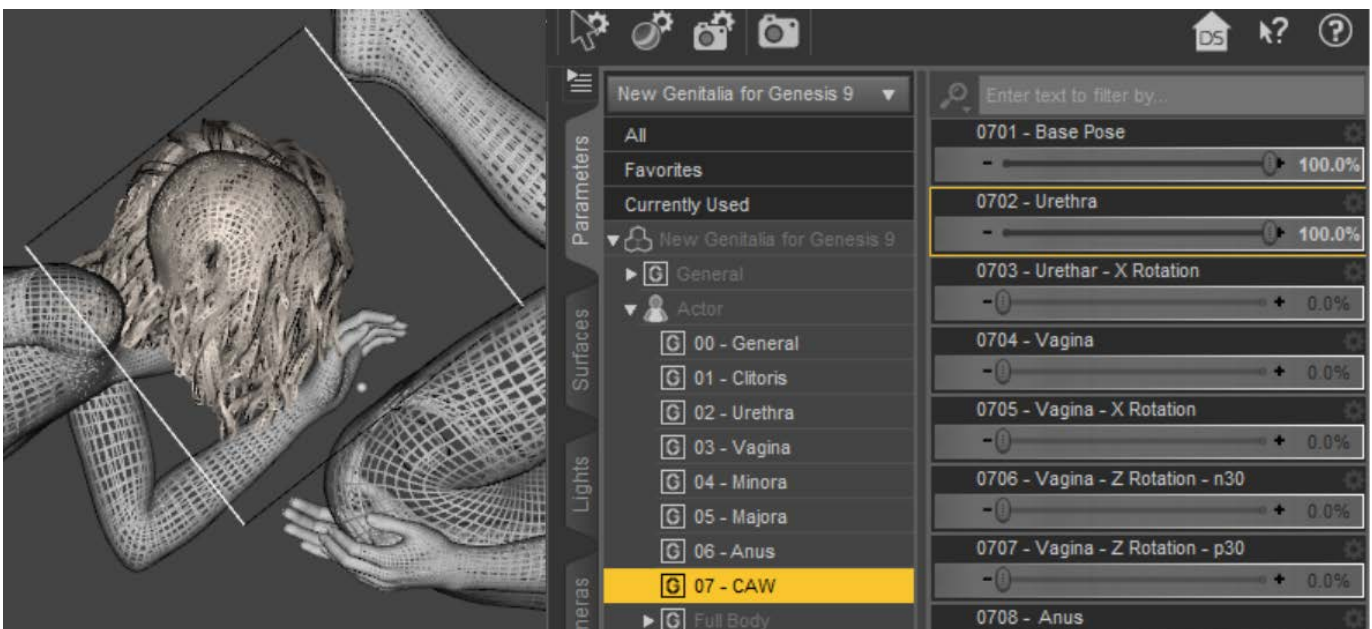 DS
?
?
New Genitalia for Genesis 9
Enter text to filter by...
Parameters
Surfaces
Lights
neras
All
Favorites
Currently Used
New Genitalia for Genesis 9
G General
Actor
G 00 - General
G 01 - Clitoris
G 02 - Urethra
G 03 - Vagina
G 04 - Minora
G 05 - Majora
G 06 - Anus
G 07 - CAW
G Full Body
0701 - Base Pose
- + 100.0%
0702 - Urethra
- + 100.0%
0703 - Urethar - X Rotation
- + 0.0%
0704 - Vagina
- + 0.0%
0705 - Vagina - X Rotation
- + 0.0%
0706 - Vagina - Z Rotation - n30
- + 0.0%
0707 - Vagina - Z Rotation - p30
- + 0.0%
0708 - Anus